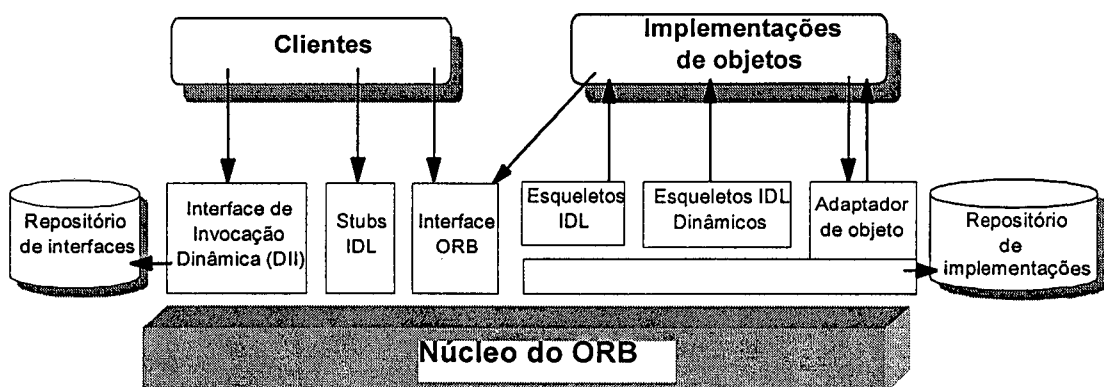 Clientes
Implementações
de objetos
Repositório
de interfaces
Interface de
Invocação
Dinâmica (DII)
Stubs
IDL
Interface
ORB
Esqueletos
IDL
Esqueletos IDL
Dinâmicos
Adaptador
de objeto
Repositório
de
implementações
Núcleo do ORB